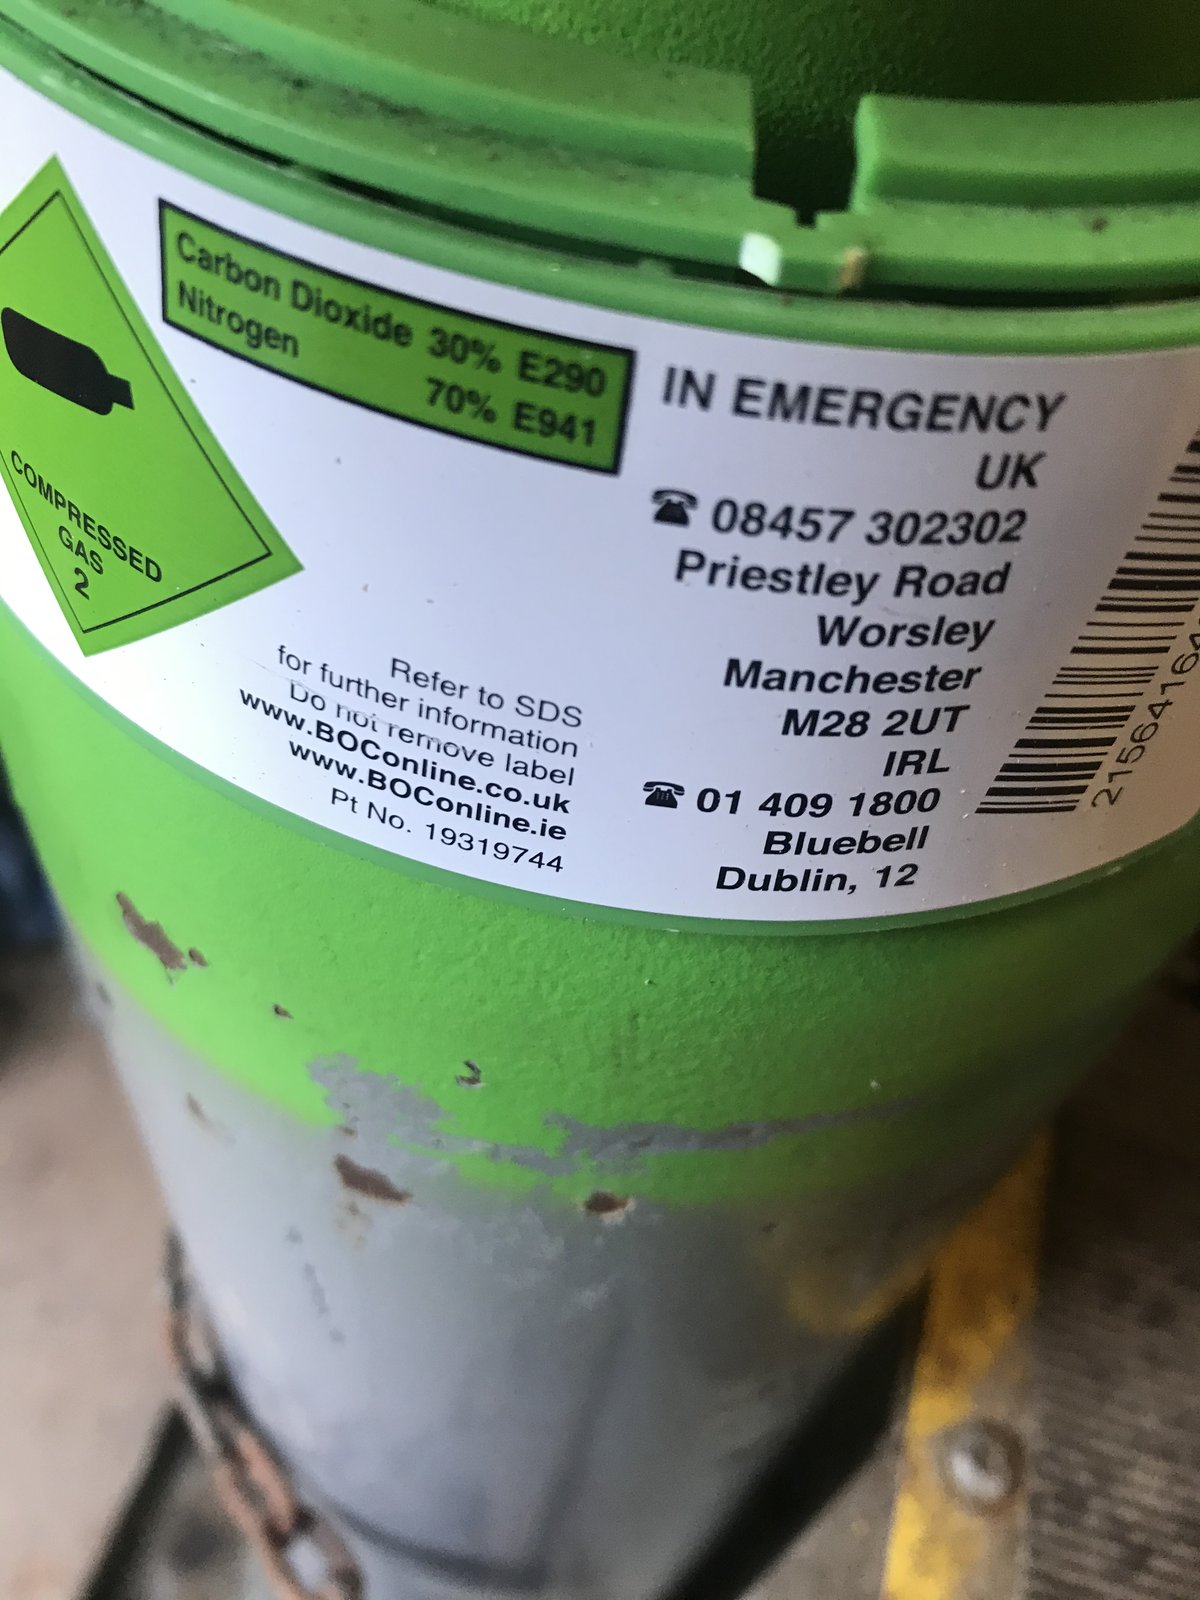 COMPRESSED
GAS
2
Carbon Dioxide 30% E290
Nitrogen 70% E941
Refer to SDS
for further information
Do not remove label
www.BOConline.co.uk
www.BOConline.ie
Pt No. 19319744
IN EMERGENCY
UK
☎ 08457 302302
Priestley Road
Worsley
Manchester
M28 2UT
IRL
☎ 01 409 1800
Bluebell
Dublin, 12